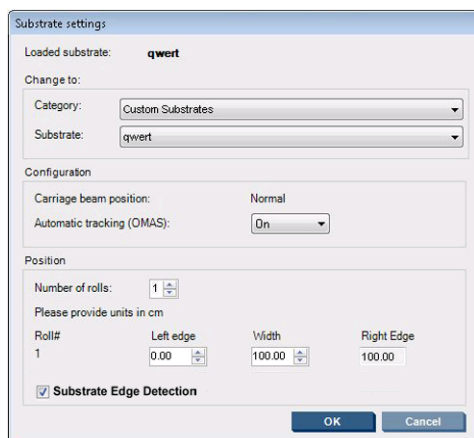 Substrate settings
Loaded substrate: qwert
Change to:
Category: Custom Substrates
Substrate: qwert
Configuration
Carriage beam position: Normal
Automatic tracking (OMAS): On
Position
Number of rolls: 1
Please provide units in cm
Roll# Left edge Width Right Edge
1 0.00 100.00 100.00
Substrate Edge Detection
OK Cancel